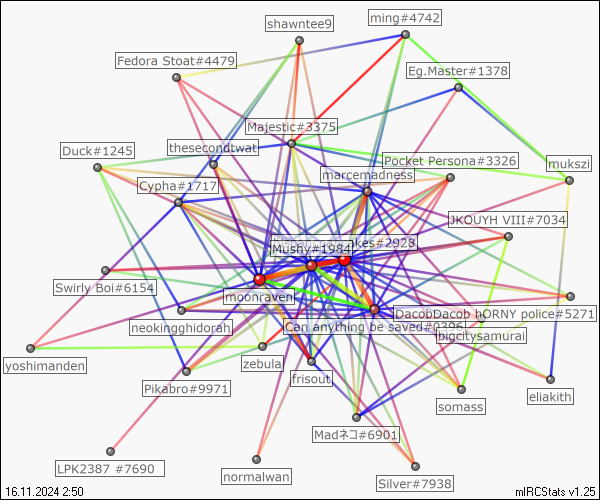 shawntee9
ming#4742
Fedora Stoat#4479
Eg.Master#1378
Majestic#3375
thesecondtwat
Duck#1245
Pocket Persona#3326
mukszi
marcemadness
Cypha#1717
JKOUYH VIII#7034
Mushy#1984
kes#2928
Swirly Boi#6154
moonraven
DacobDacob
hORNY police#5271
neokingghidorah
Can anything be saved#0396
bigcitysamurai
yoshimanden
zebula
frisout
Pikabro#9971
eliakith
somass
Madネコ#6901
LPK2387 #7690
normalwan
Silver#7938
16.11.2024 2:50
mIRCStats v1.25